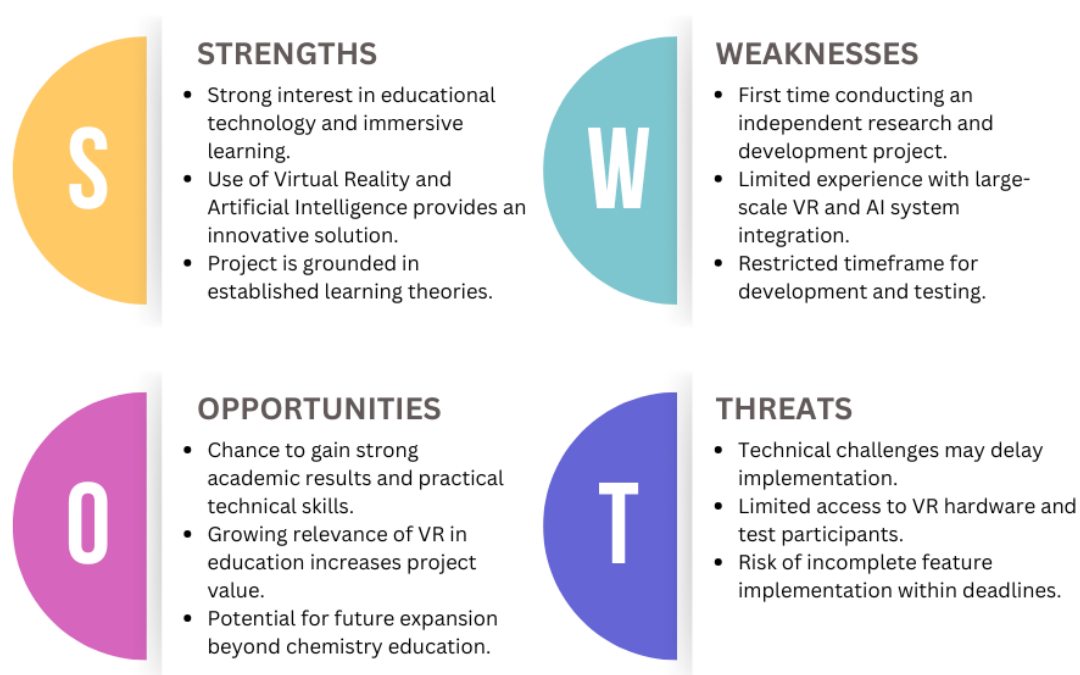 S
STRENGTHS
• Strong interest in educational
technology and immersive
learning.
• Use of Virtual Reality and
Artificial Intelligence provides an
innovative solution.
• Project is grounded in
established learning theories.
W
WEAKNESSES
• First time conducting an
independent research and
development project.
• Limited experience with large-
scale VR and AI system
integration.
• Restricted timeframe for
development and testing.
O
OPPORTUNITIES
• Chance to gain strong
academic results and practical
technical skills.
• Growing relevance of VR in
education increases project
value.
• Potential for future expansion
beyond chemistry education.
T
THREATS
• Technical challenges may delay
implementation.
• Limited access to VR hardware and
test participants.
• Risk of incomplete feature
implementation within deadlines.